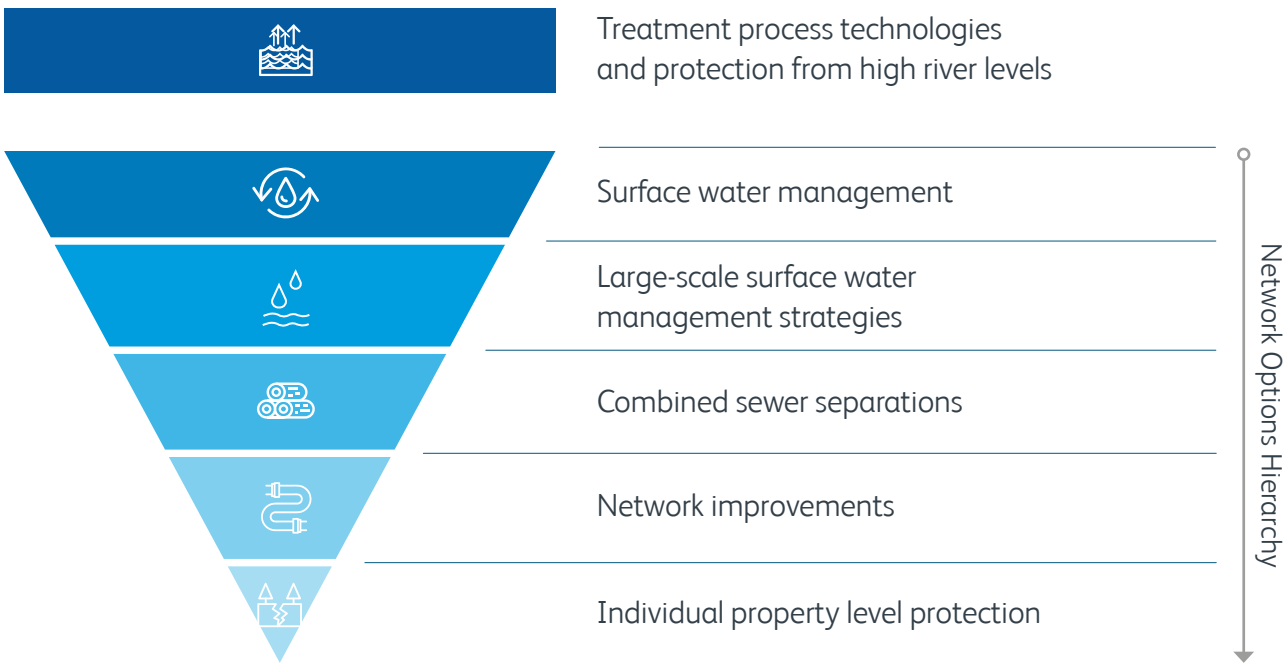 Treatment process technologies
and protection from high river levels
Surface water management
Large-scale surface water
management strategies
Combined sewer separations
Network improvements
Individual property level protection
Network Options Hierarchy